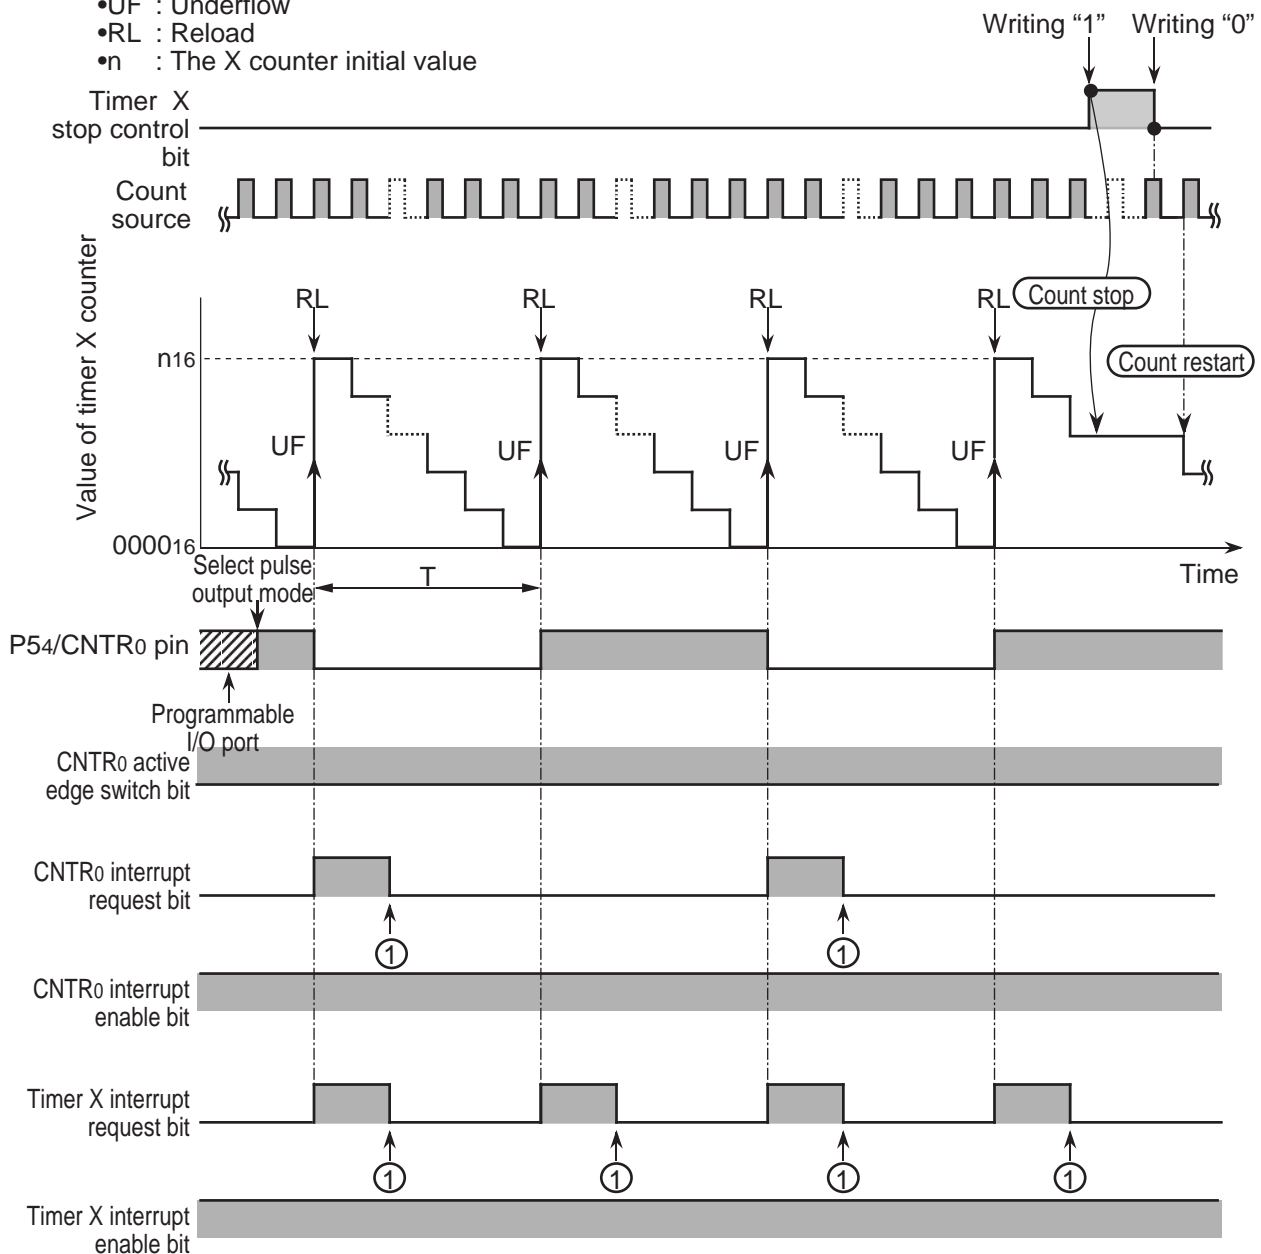 •UF : Underflow
•RL : Reload
•n : The X counter initial value
Writing “1” Writing “0”
Timer X
stop control
bit
Count
source
Value of timer X counter
RL RL RL RL
Count stop
n16
Count restart
UF UF UF UF
000016
Time
Select pulse
output mode
T
P54/CNTR0 pin
Programmable
I/O port
CNTR0 active
edge switch bit
CNTR0 interrupt
request bit
① ①
CNTR0 interrupt
enable bit
Timer X interrupt
request bit
① ① ① ①
Timer X interrupt
enable bit